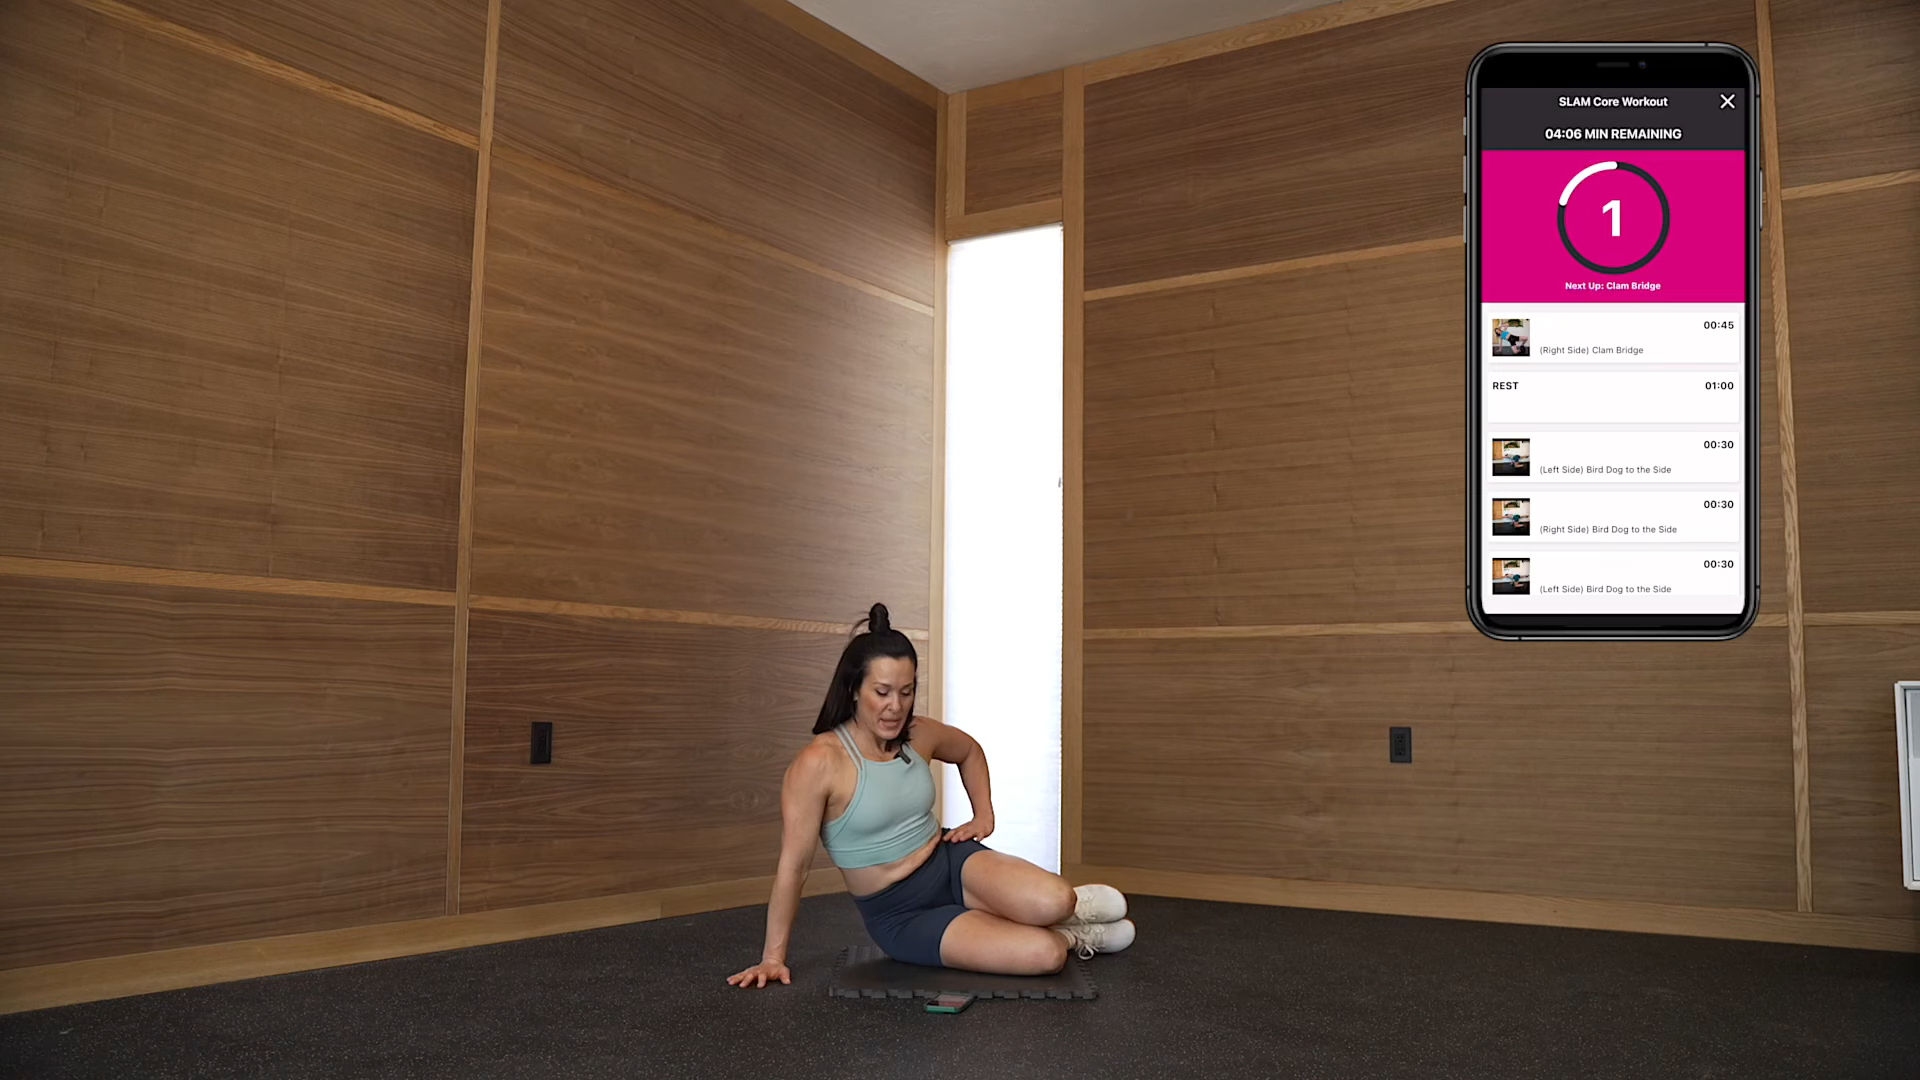 SLAM Core Workout
04:06 MIN REMAINING
1
Next Up: Clam Bridge
00:45
(Right Side) Clam Bridge
REST 01:00
00:30
(Left Side) Bird Dog to the Side
00:30
(Right Side) Bird Dog to the Side
00:30
(Left Side) Bird Dog to the Side